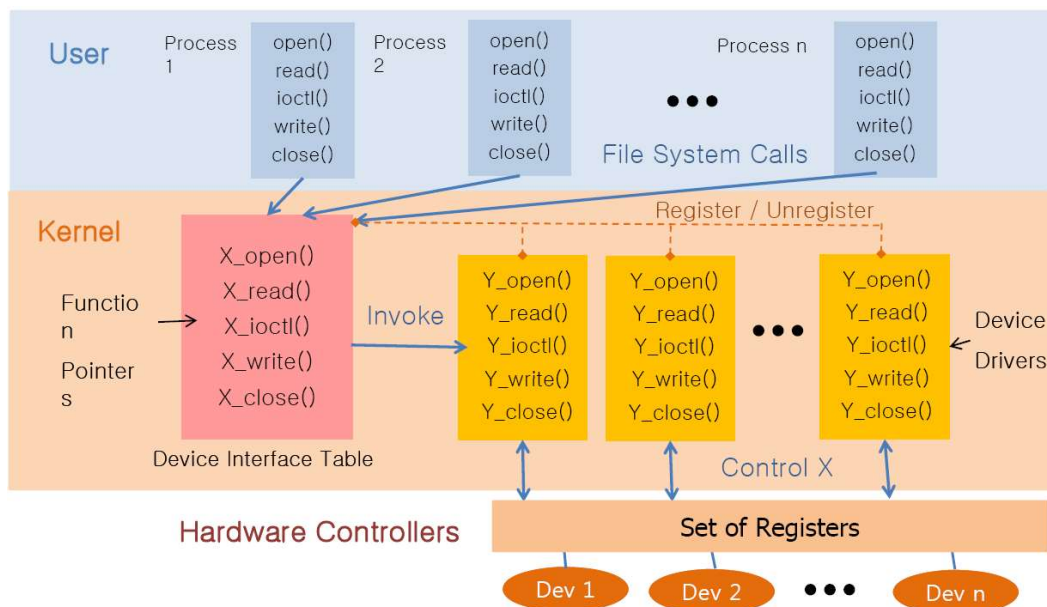 User
Process
1
open()
read()
ioctl()
write()
close()
Process
2
open()
read()
ioctl()
write()
close()
Process n
open()
read()
ioctl()
write()
close()
File System Calls
Kernel
Register / Unregister
Functio
n
Pointer
s
X_open()
X_read()
X_ioctl()
X_write()
X_close()
Device Interface Table
Invoke
Y_open()
Y_read()
Y_ioctl()
Y_write()
Y_close()
Y_open()
Y_read()
Y_ioctl()
Y_write()
Y_close()
Y_open()
Y_read()
Y_ioctl()
Y_write()
Y_close()
Device
Drivers
Control X
Hardware Controllers
Set of Registers
Dev 1
Dev 2
Dev n